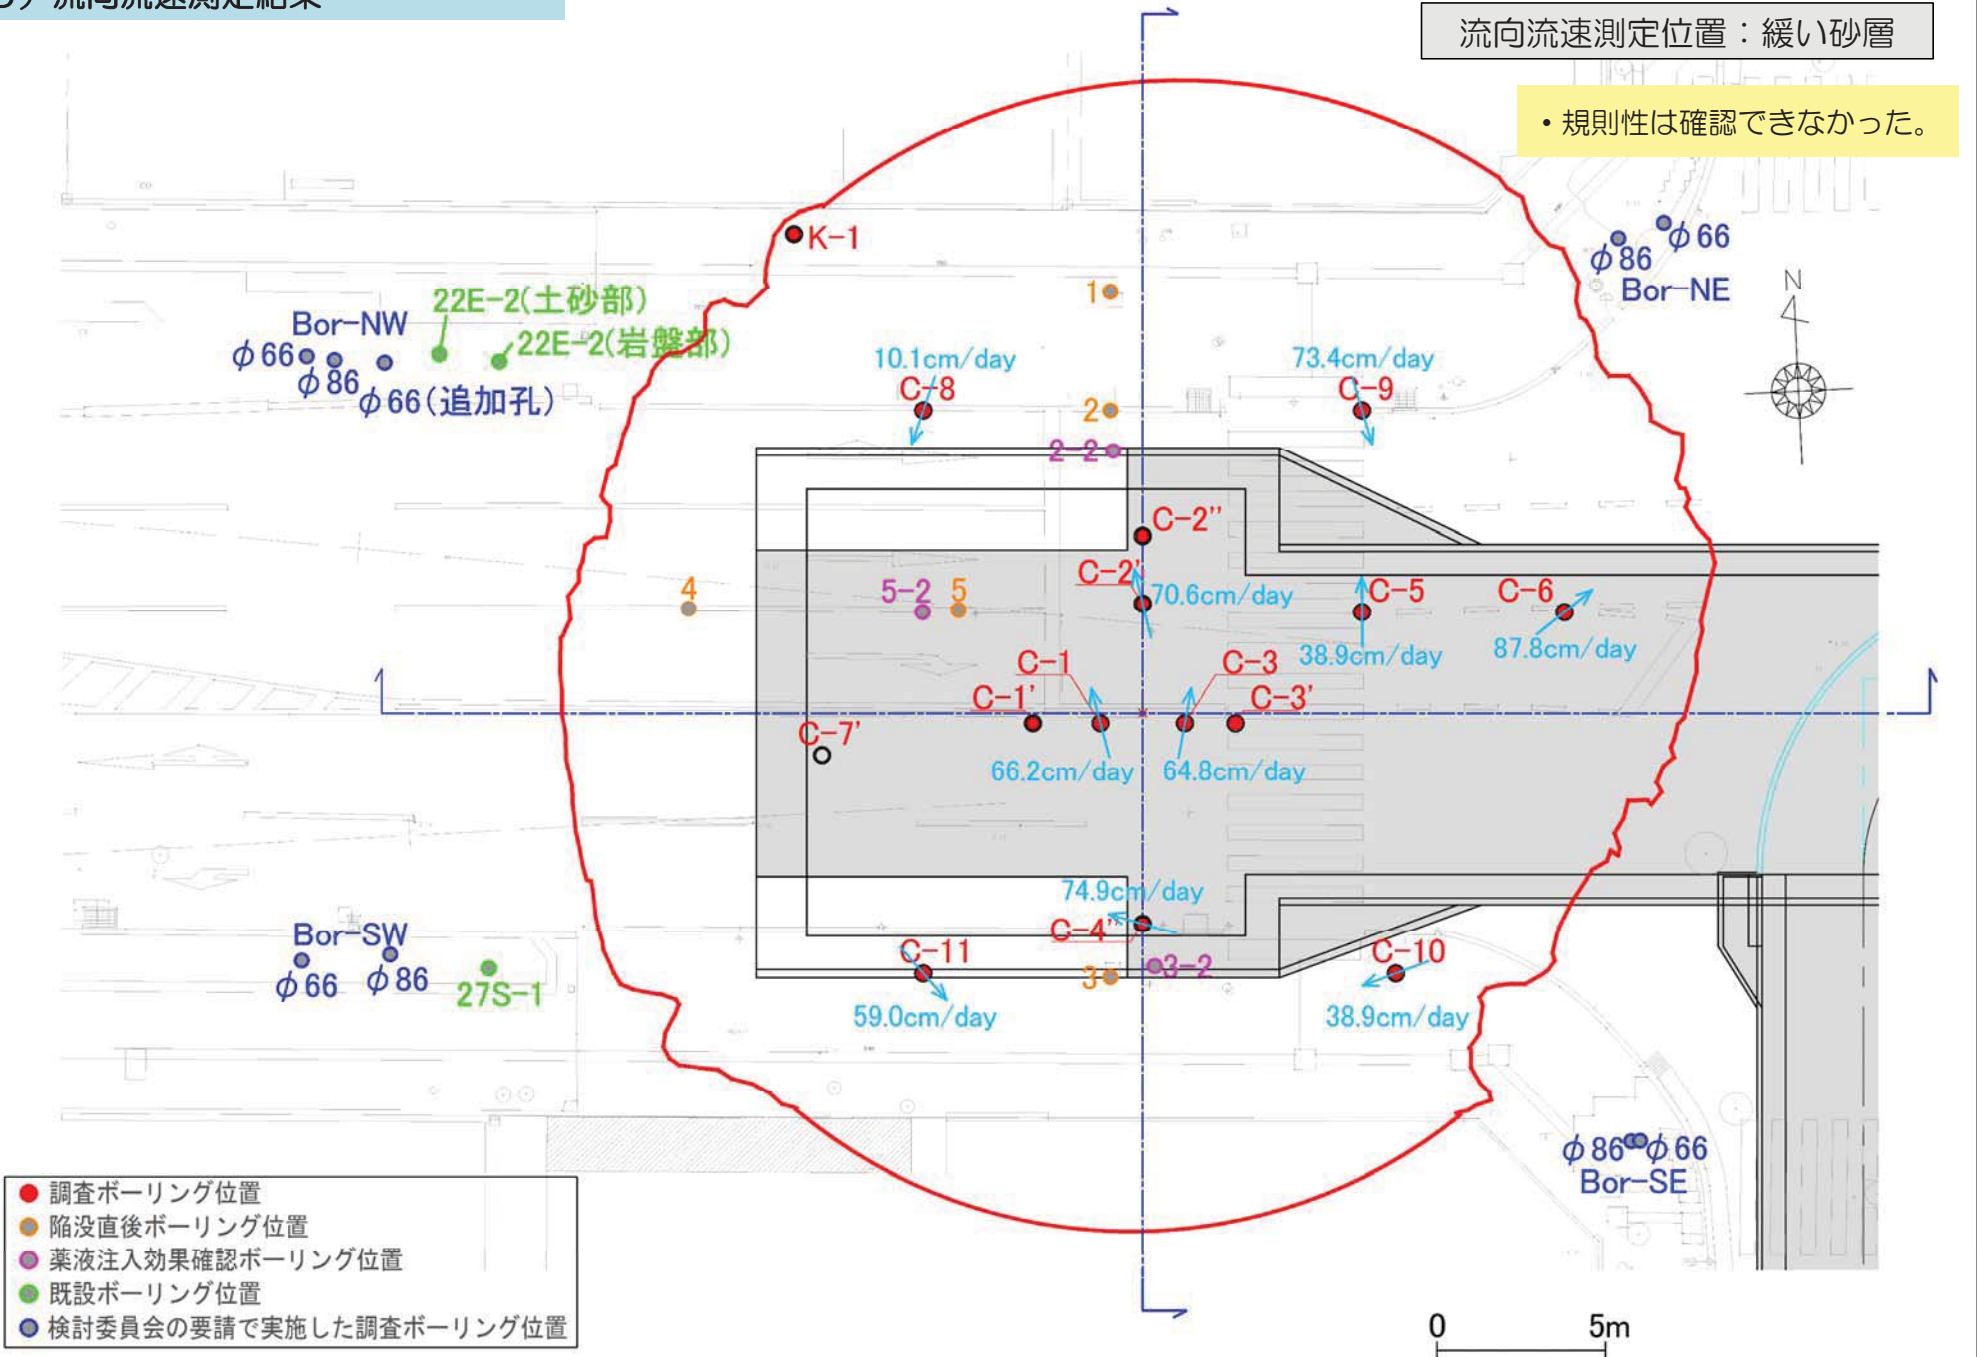 流向流速測定結果
流向流速測定位置：緩い砂層
・規則性は確認できなかった。
K-1
φ66
φ86
Bor-NE
N
1
22E-2(土砂部)
Bor-NW
22E-2(岩盤部)
φ66
φ86
φ66(追加孔)
10.1cm/day
C-8
73.4cm/day
C-9
2
2-2
C-2''
C-2'
70.6cm/day
4
5-2
5
C-5
C-6
38.9cm/day
87.8cm/day
C-1
C-3
C-1'
C-3'
C-7'
66.2cm/day
64.8cm/day
74.9cm/day
C-4''
Bor-SW
φ66
φ86
27S-1
C-11
3
3-2
C-10
59.0cm/day
38.9cm/day
φ86
φ66
Bor-SE
調査ボーリング位置
陥没直後ボーリング位置
薬液注入効果確認ボーリング位置
既設ボーリング位置
検討委員会の要請で実施した調査ボーリング位置
0
5m